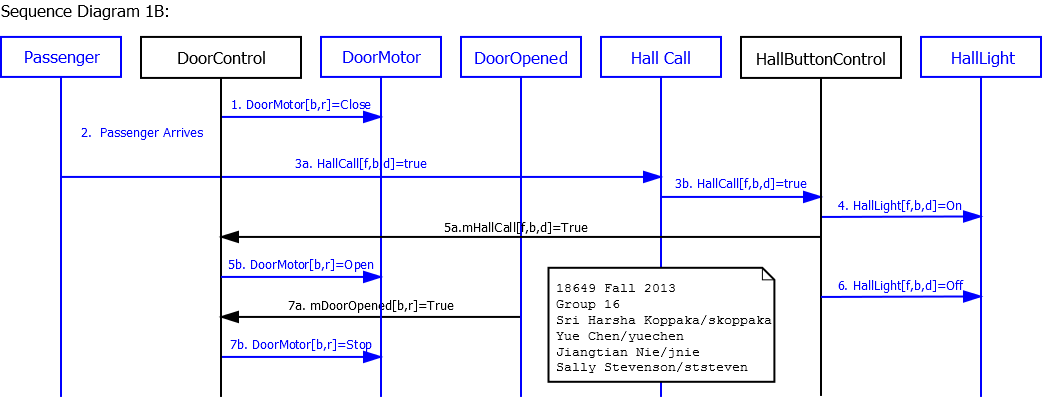 Sequence Diagram 1B:
Passenger
DoorControl
DoorMotor
DoorOpened
Hall Call
HallButtonControl
HallLight
1. DoorMotor[b,r]=Close
2. Passenger Arrives
3a. HallCall[f,b,d]=true
3b. HallCall[f,b,d]=true
4. HallLight[f,b,d]=On
5a.mHallCall[f,b,d]=True
5b. DoorMotor[b,r]=Open
6. HallLight[f,b,d]=Off
7a. mDoorOpened[b,r]=True
7b. DoorMotor[b,r]=Stop
18649 Fall 2013
Group 16
Sri Harsha Koppaka/skoppaka
Yue Chen/yuechen
Jiangtian Nie/jnie
Sally Stevenson/ststeven